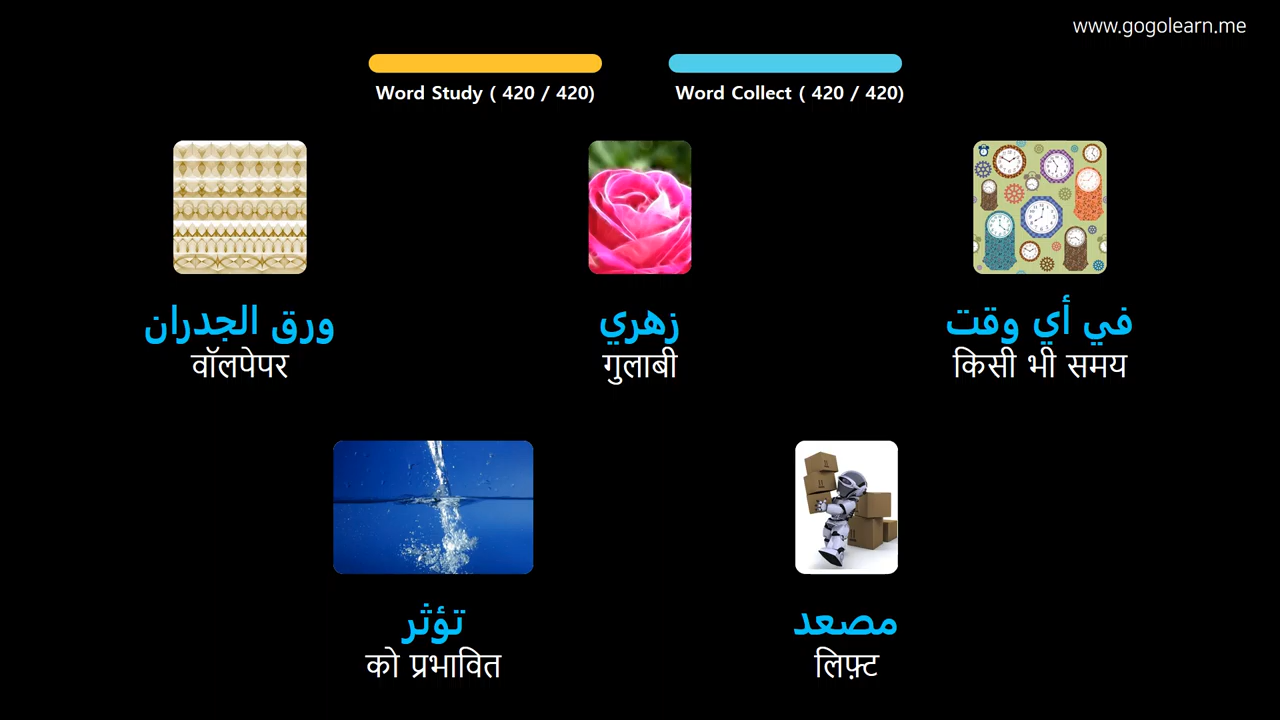 www.gogolearn.me
Word Study ( 420 / 420)
Word Collect ( 420 / 420)
ورق الجدران
वॉलपेपर
زهري
गुलाबी
في أي وقت
किसी भी समय
تؤثر
को प्रभावित
مصعد
लिफ़्ट